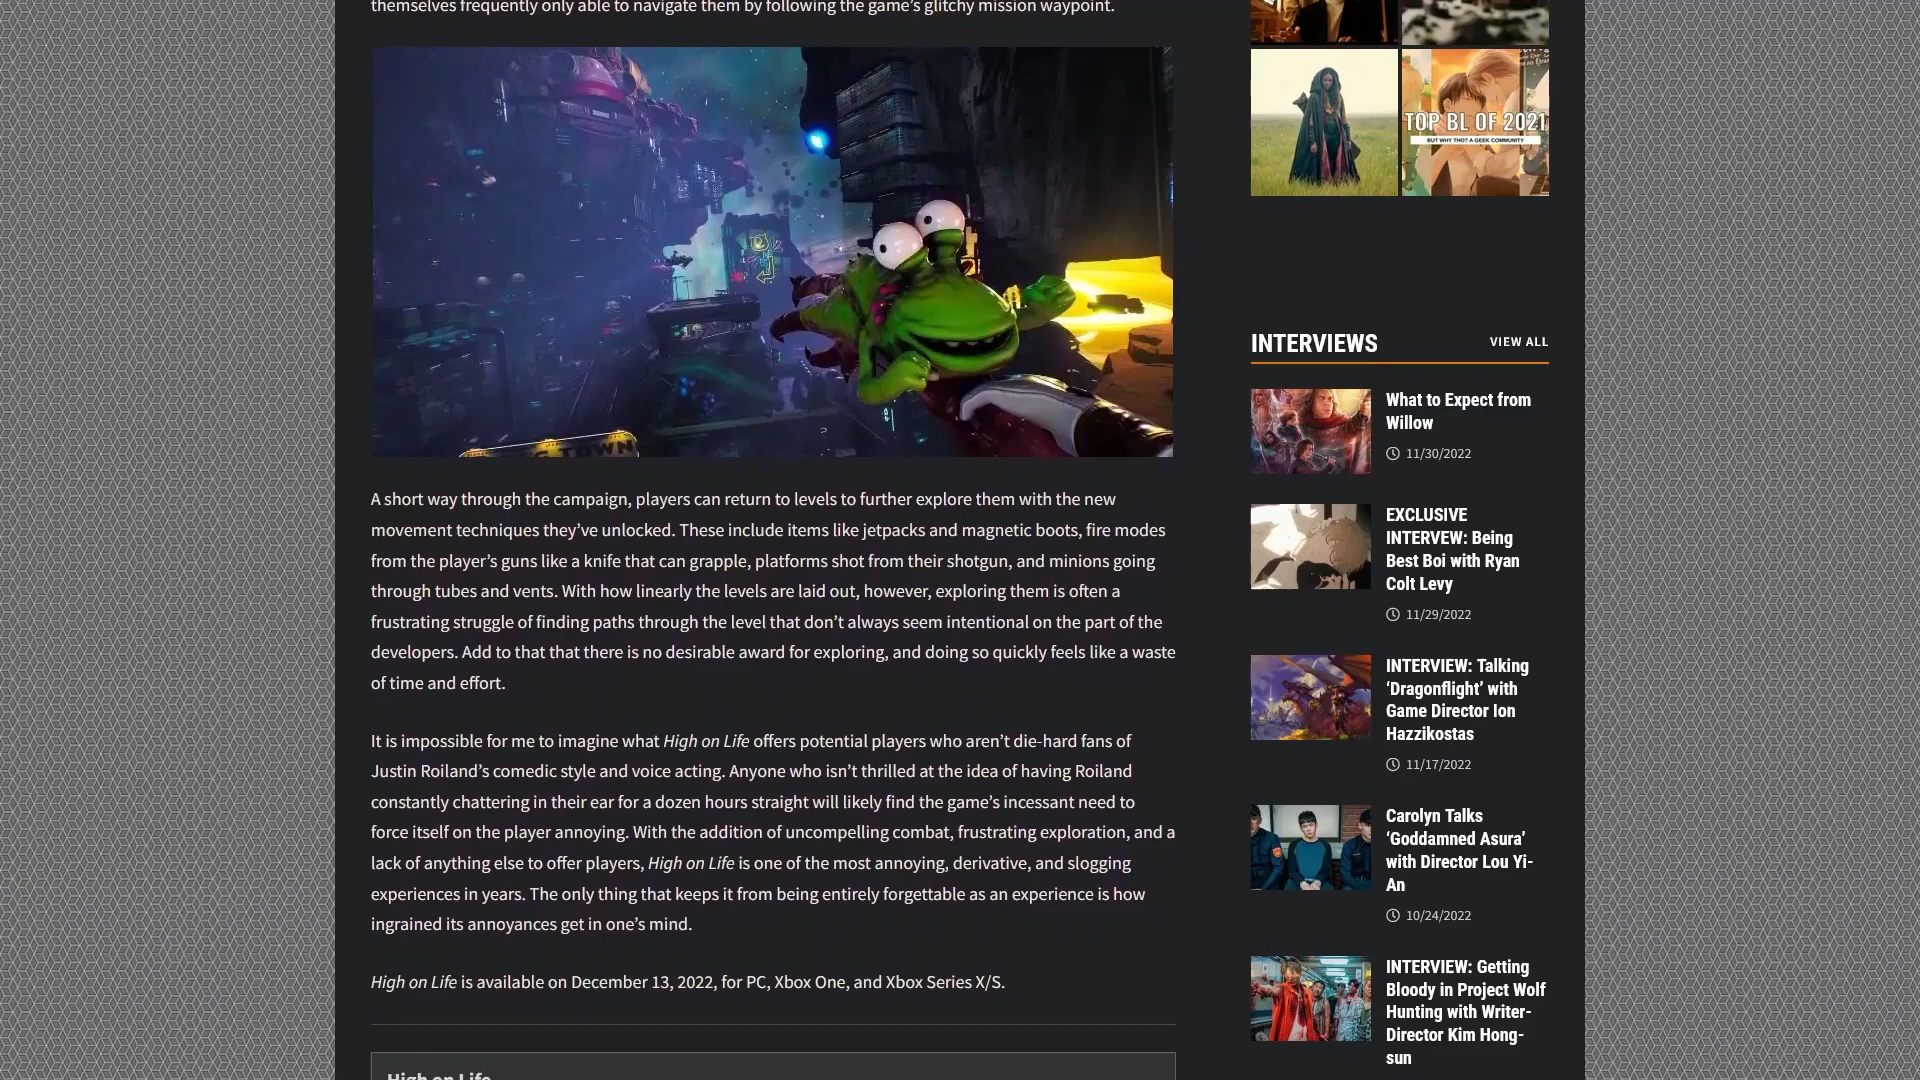 themselves frequently only able to navigate them by following the game’s glitchy mission waypoint.
TOWN
A short way through the campaign, players can return to levels to further explore them with the new
movement techniques they’ve unlocked. These include items like jetpacks and magnetic boots, fire modes
from the player’s guns like a knife that can grapple, platforms shot from their shotgun, and minions going
through tubes and vents. With how linearly the levels are laid out, however, exploring them is often a
frustrating struggle of finding paths through the level that don’t always seem intentional on the part of the
developers. Add to that that there is no desirable award for exploring, and doing so quickly feels like a waste
of time and effort.
It is impossible for me to imagine what High on Life offers potential players who aren’t die-hard fans of
Justin Roiland’s comedic style and voice acting. Anyone who isn’t thrilled at the idea of having Roiland
constantly chattering in their ear for a dozen hours straight will likely find the game’s incessant need to
force itself on the player annoying. With the addition of uncompelling combat, frustrating exploration, and a
lack of anything else to offer players, High on Life is one of the most annoying, derivative, and slogging
experiences in years. The only thing that keeps it from being entirely forgettable as an experience is how
ingrained its annoyances get in one’s mind.
High on Life is available on December 13, 2022, for PC, Xbox One, and Xbox Series X/S.
High on Life
TOP BL OF 2021
BUT WHY THO? A GEEK COMMUNITY
INTERVIEWS
VIEW ALL
What to Expect from
Willow
11/30/2022
EXCLUSIVE
INTERVEW: Being
Best Boi with Ryan
Colt Levy
11/29/2022
INTERVIEW: Talking
‘Dragonflight’ with
Game Director Ion
Hazzikostas
11/17/2022
Carolyn Talks
‘Goddamned Asura’
with Director Lou Yi-
An
10/24/2022
INTERVIEW: Getting
Bloody in Project Wolf
Hunting with Writer-
Director Kim Hong-
sun